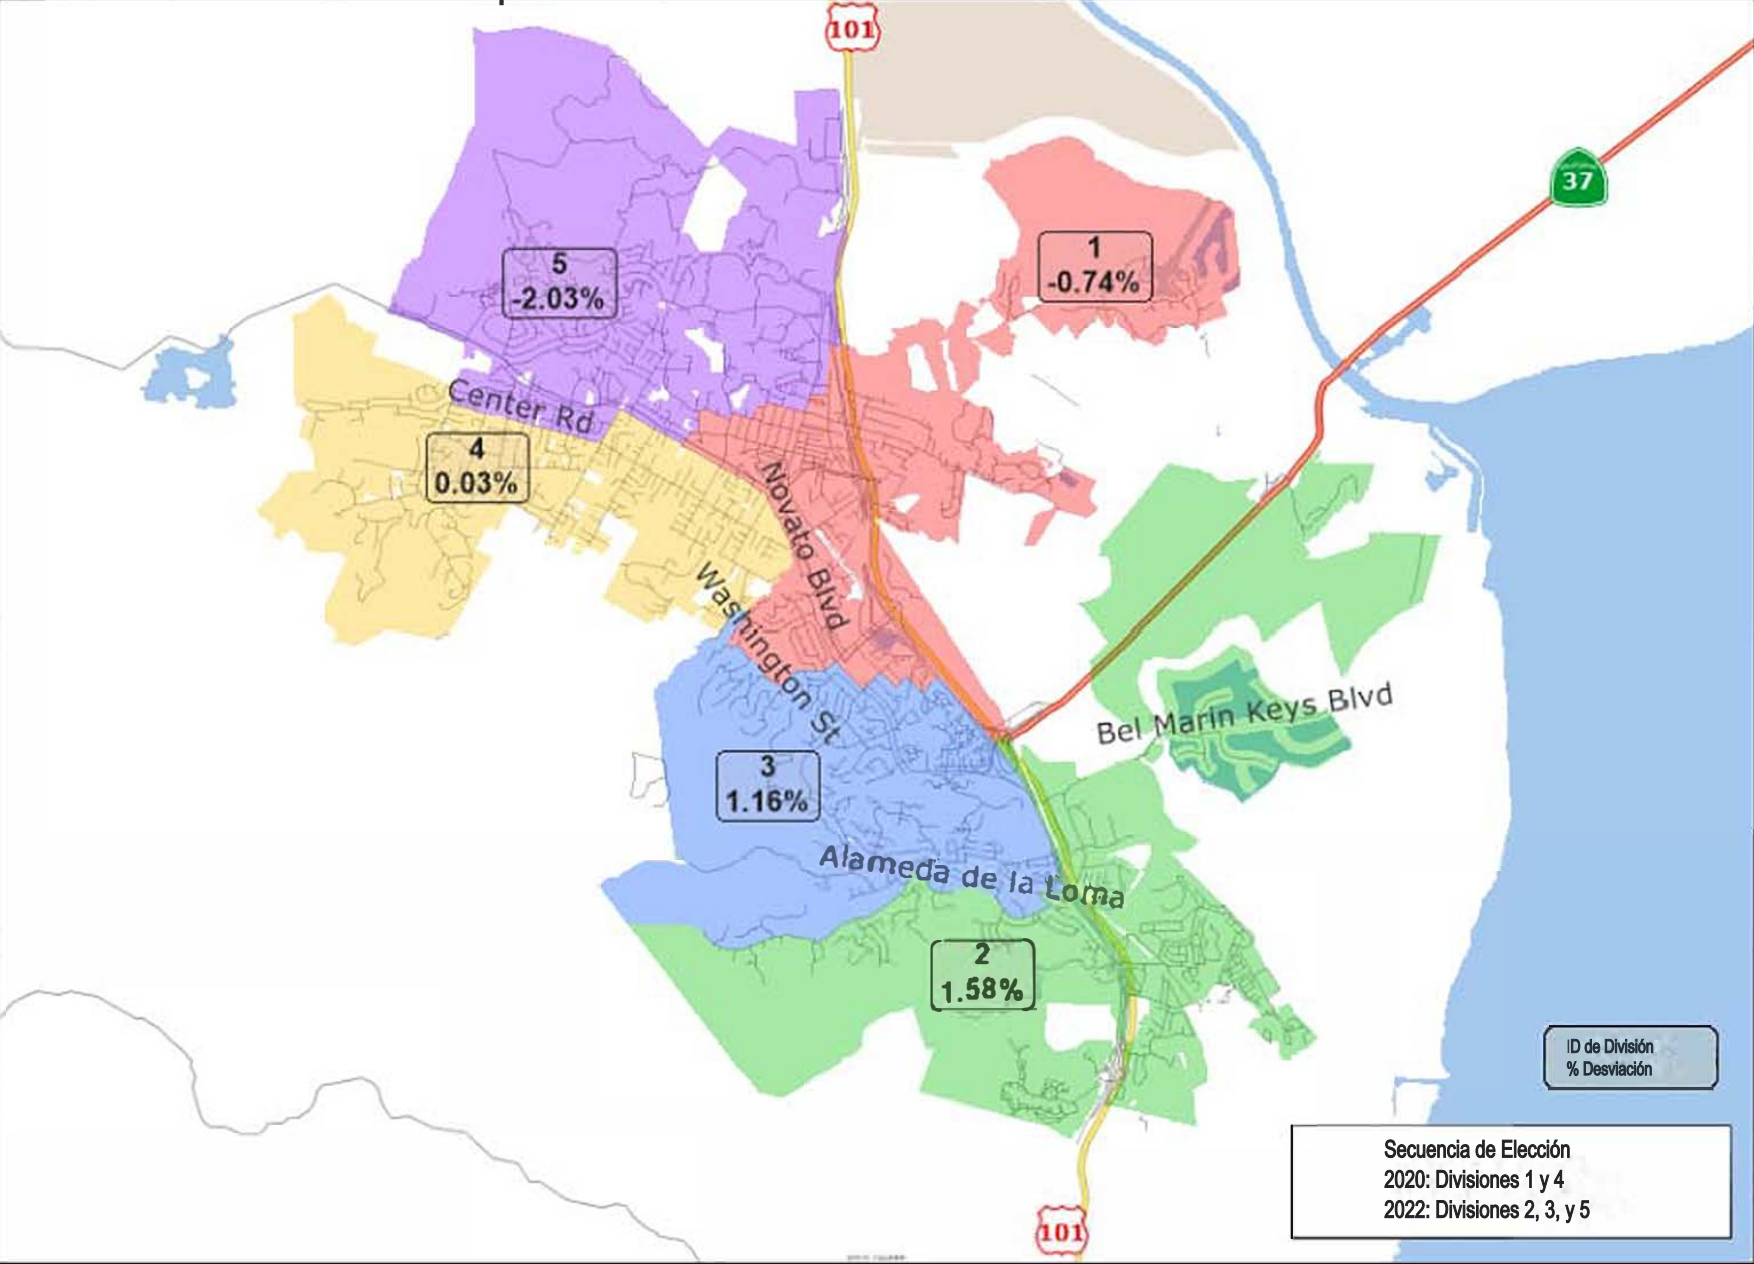 101
37
1
-0.74%
5
-2.03%
Center Rd
4
0.03%
Novato Blvd
Washington St
Bel Marin Keys Blvd
3
1.16%
Alameda de la Loma
2
1.58%
ID de División
% Desviación
Secuencia de Elección
2020: Divisiones 1 y 4
2022: Divisiones 2, 3, y 5
101